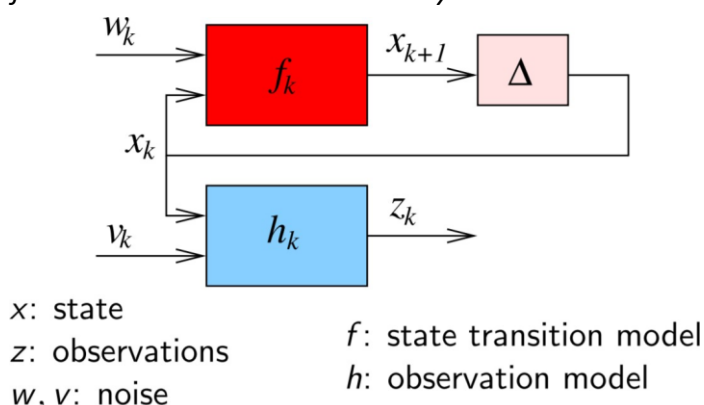 w_k
x_{k+1}
f_k
Δ
x_k
z_k
h_k
v_k
x: state
z: observations
w, v: noise
f: state transition model
h: observation model